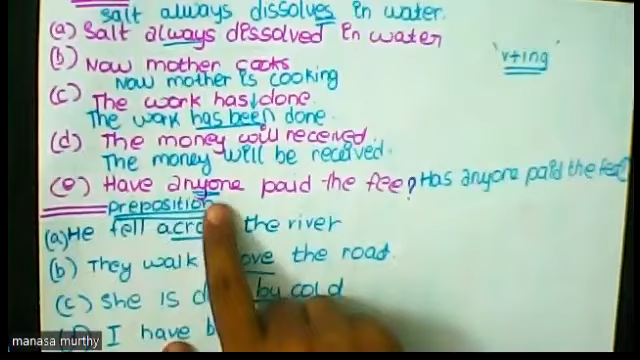 salt always dissolves in water.
(a) Salt always dissolved in water
'v+ing'
(b) Now mother cooks
Now mother is cooking
(c) The work has done.
The work has been done.
(d) The money will received.
The money will be received.
(e) Have anyone paid the fee? Has anyone paid the fee?
preposition
(a) He fell the river
(b) They walk the road.
(c) She is by cold
I have
manasa murthy